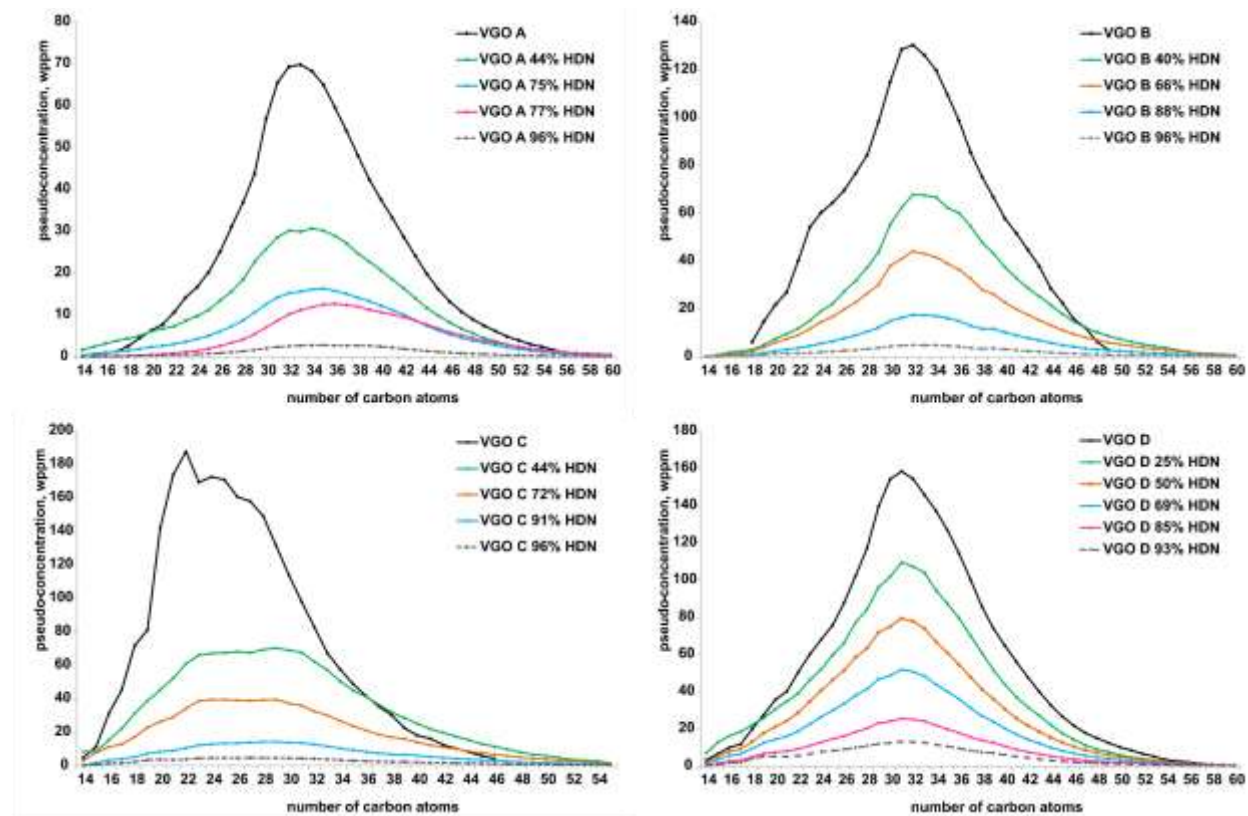 80
70
60
50
40
30
20
10
0
pseudo-concentration, wppm
VGO A
VGO A 44% HDN
VGO A 75% HDN
VGO A 77% HDN
VGO A 96% HDN
14 16 18 20 22 24 26 28 30 32 34 36 38 40 42 44 46 48 50 52 54 56 58 60
number of carbon atoms
140
120
100
80
60
40
20
0
pseudo-concentration, wppm
VGO B
VGO B 40% HDN
VGO B 66% HDN
VGO B 88% HDN
VGO B 96% HDN
14 16 18 20 22 24 26 28 30 32 34 36 38 40 42 44 46 48 50 52 54 56 58 60
number of carbon atoms
200
180
160
140
120
100
80
60
40
20
0
pseudo-concentration, wppm
VGO C
VGO C 44% HDN
VGO C 72% HDN
VGO C 91% HDN
VGO C 96% HDN
14 16 18 20 22 24 26 28 30 32 34 36 38 40 42 44 46 48 50 52 54
number of carbon atoms
180
160
140
120
100
80
60
40
20
0
pseudo-concentration, wppm
VGO D
VGO D 25% HDN
VGO D 50% HDN
VGO D 69% HDN
VGO D 85% HDN
VGO D 93% HDN
14 16 18 20 22 24 26 28 30 32 34 36 38 40 42 44 46 48 50 52 54 56 58 60
number of carbon atoms